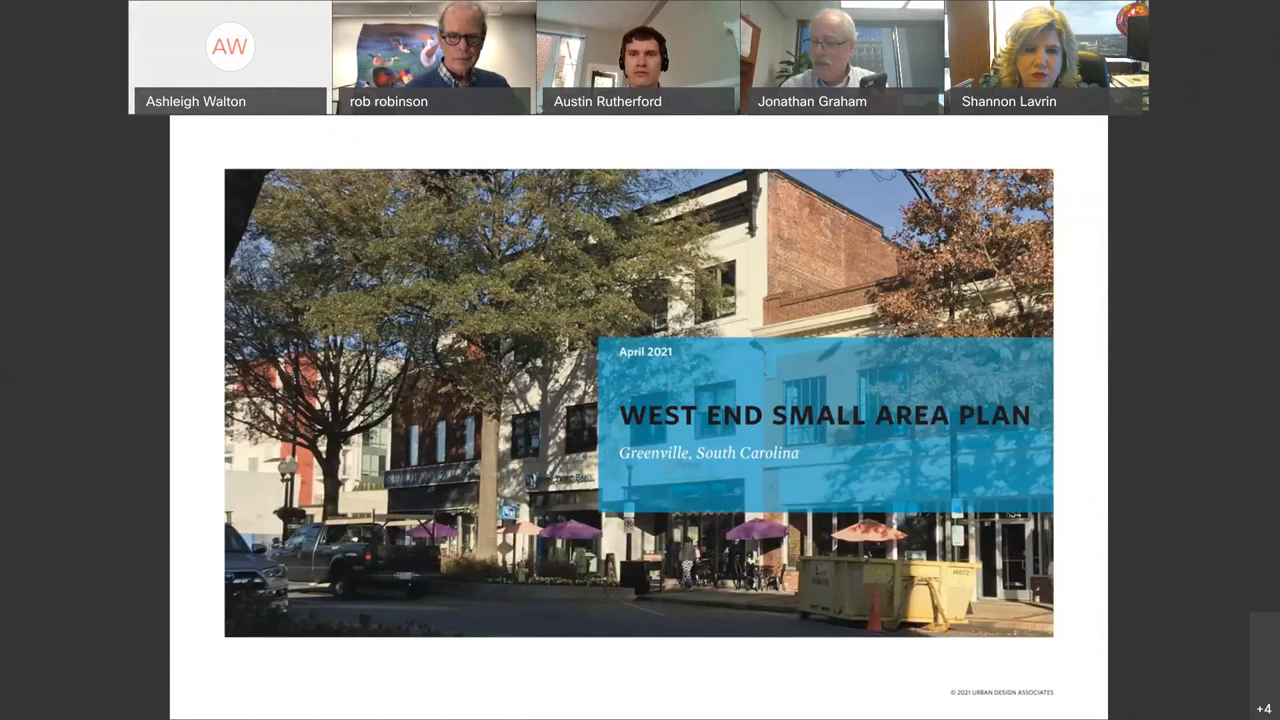 AW
Ashleigh Walton
rob robinson
Austin Rutherford
Jonathan Graham
Shannon Lavrin
April 2021
WEST END SMALL AREA PLAN
Greenville, South Carolina
© 2021 URBAN DESIGN ASSOCIATES
+4